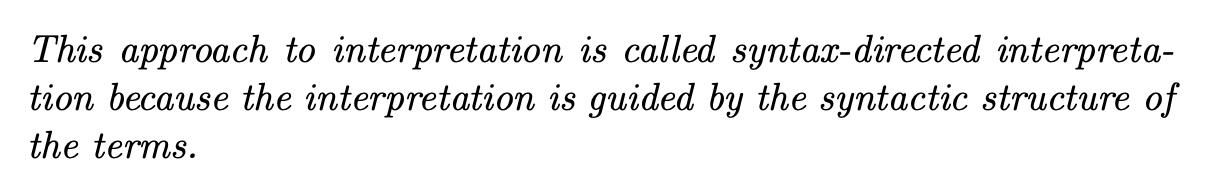 This approach to interpretation is called syntax-directed interpreta-
tion because the interpretation is guided by the syntactic structure of
the terms.